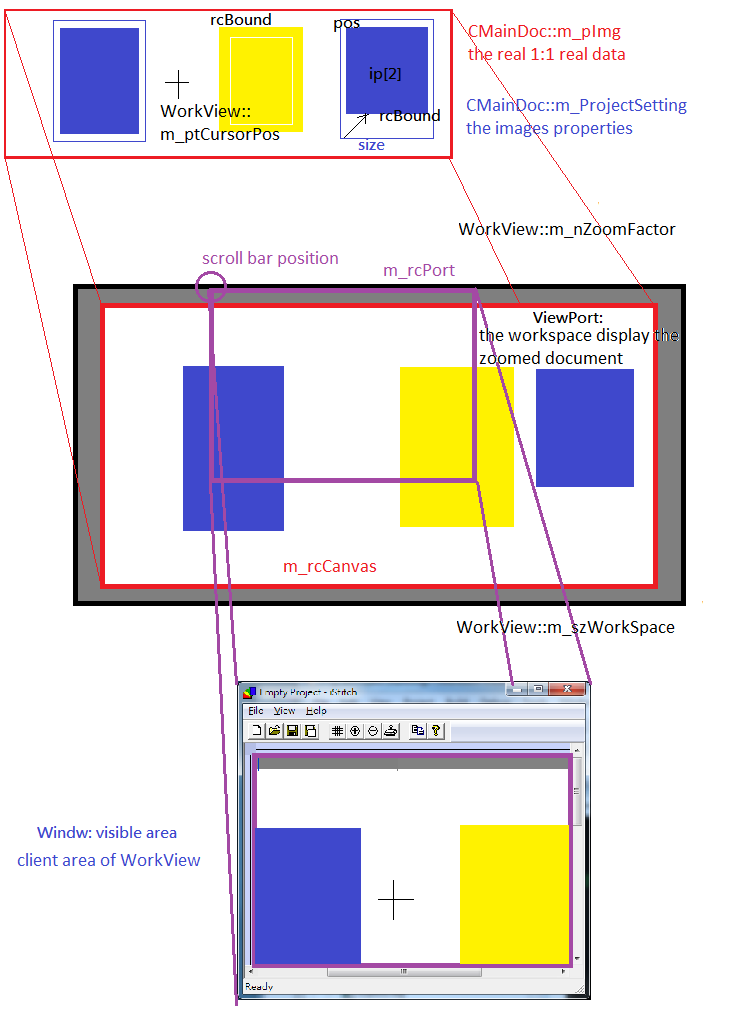 rcBound
pos
CMainDoc::m_pImg
the real 1:1 real data
ip[2]
WorkView::
m_ptCursorPos
rcBound
size
CMainDoc::m_ProjectSetting
the images properties
WorkView::m_nZoomFactor
scroll bar position
m_rcPort
ViewPort:
the workspace display the
zoomed document
m_rcCanvas
WorkView::m_szWorkSpace
Empty Project - iStitch
File View Help
Windw: visible area
client area of WorkView
Ready